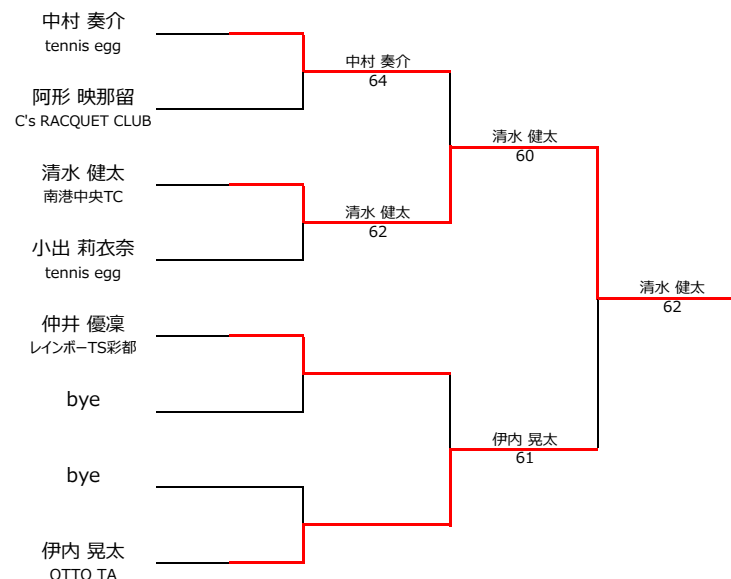 中村 奏介
tennis egg
阿形 映那留
C's RACQUET CLUB
清水 健太
南港中央TC
小出 莉衣奈
tennis egg
仲井 優凜
レインボーTS彩都
bye
bye
伊内 晃太
OTTO TA
中村 奏介
64
清水 健太
62
清水 健太
60
伊内 晃太
61
清水 健太
62